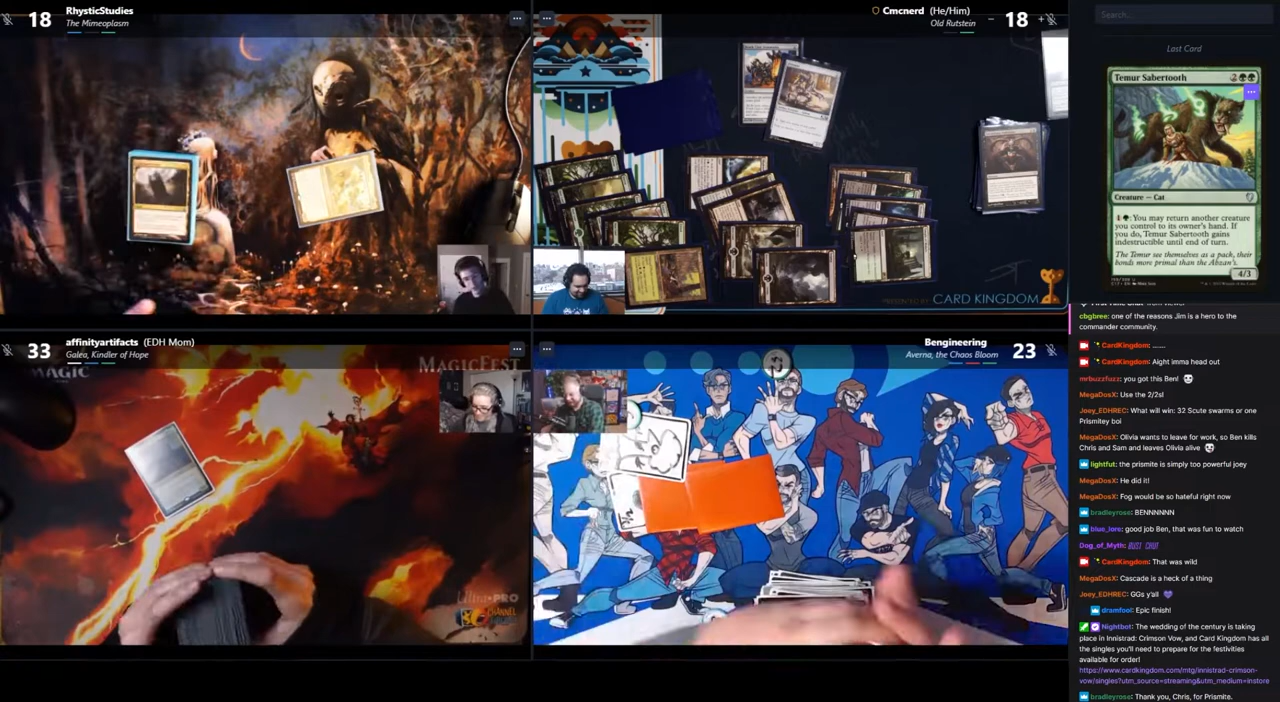 18
RhysticStudies
The Mimeoplasm
Cmcnerd (He/Him)
Old Rutstein
− 18 +
PRESENTED BY CARD KINGDOM
33
affinityartifacts (EDH Mom)
Galea, Kindler of Hope
MAGICFEST
MAGIC
Bengineering
Averna, the Chaos Bloom
23
Ultra·PRO
CHANNEL
Search...
Last Card
Temur Sabertooth
Creature — Cat
: You may return another creature
you control to its owner's hand. If
you do, Temur Sabertooth gains
indestructible until end of turn.
The Temur see themselves as a pack, their
bonds more primal than the Abzan's.
4/3
cbgbree: one of the reasons Jim is a hero to the
commander community.
CardKingdom: .......
CardKingdom: Aight imma head out
mrbuzzfuzz: you got this Ben!
MegaDosX: Use the 2/2s!
Joey_EDHREC: What will win: 32 Scute swarms or one
Prismitey boi
MegaDosX: Olivia wants to leave for work, so Ben kills
Chris and Sam and leaves Olivia alive
lightfut: the prismite is simply too powerful joey
MegaDosX: He did it!
MegaDosX: Fog would be so hateful right now
bradleyrose: BENNNNNN
blue_lore: good job Ben, that was fun to watch
Dog_of_Myth:
CardKingdom: That was wild
MegaDosX: Cascade is a heck of a thing
Joey_EDHREC: GGs y'all
dramfool: Epic finish!
Nightbot: The wedding of the century is taking
place in Innistrad: Crimson Vow, and Card Kingdom has all
the singles you'll need to prepare for the festivities
available for order!
https://www.cardkingdom.com/mtg/innistrad-crimson-
vow/singles?utm_source=streaming&utm_medium=instore
bradleyrose: Thank you, Chris, for Prismite.